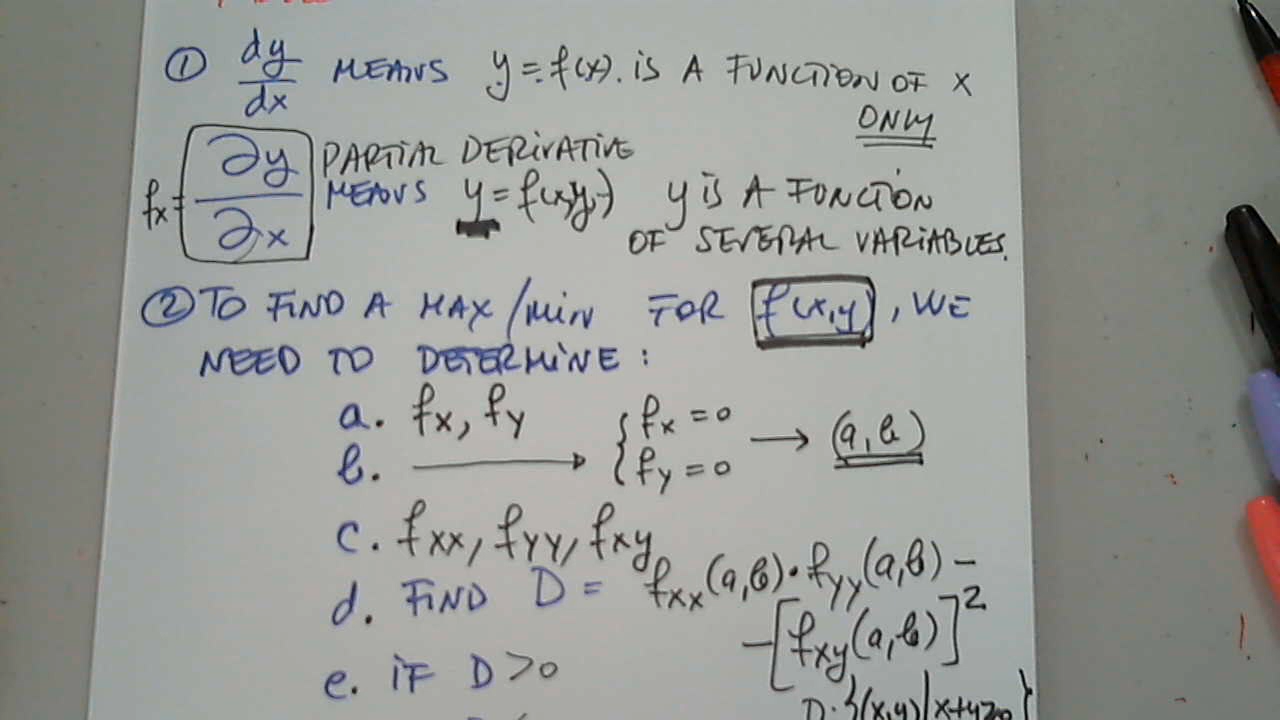 ① dy/dx MEANS y = f(x). IS A FUNCTION OF X
ONLY
fx = ∂y/∂x PARTIAL DERIVATIVE
MEANS y = f(x,y,-) y IS A FUNCTION
OF SEVERAL VARIABLES.
② TO FIND A MAX/MIN FOR f(x,y), WE
NEED TO DETERMINE:
a. fx, fy
b. → { fx = 0 fy = 0 → (a,b)
c. fxx, fyy, fxy
d. FIND D = fxx(a,b)·fyy(a,b) –
–[fxy(a,b)]²
e. IF D>0
D: {(x,y)|x+y≥0}